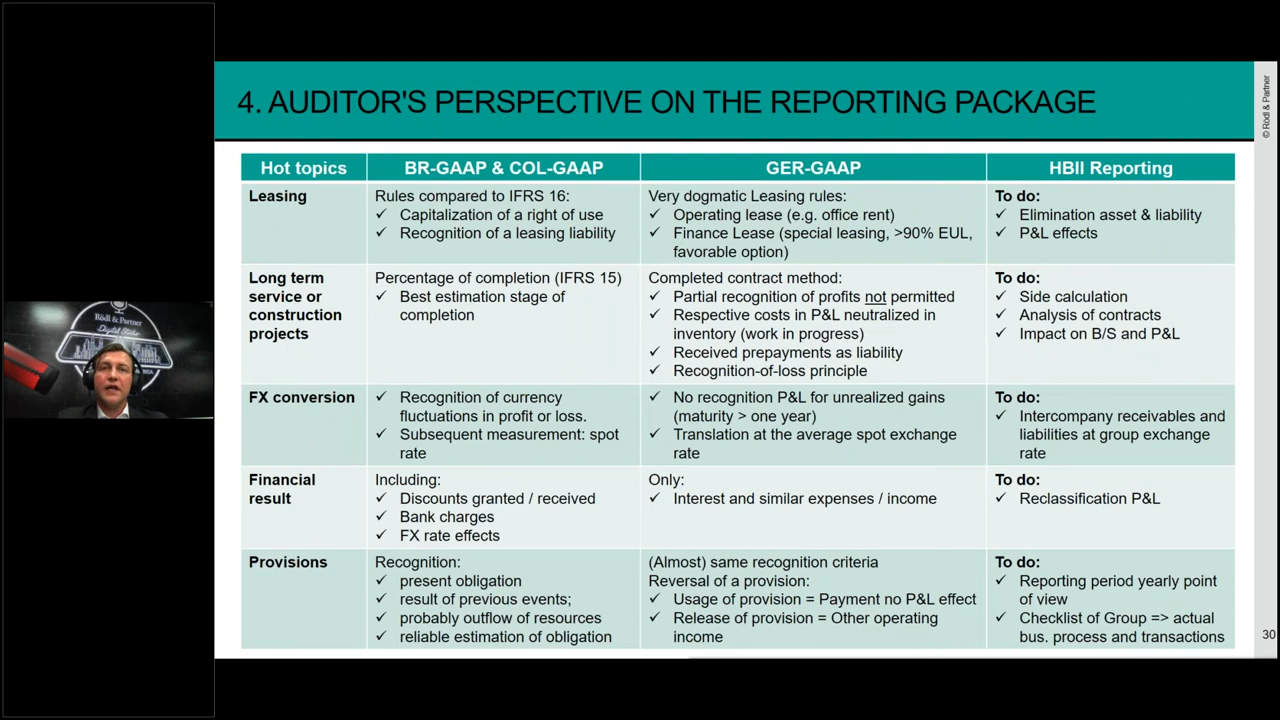 4. AUDITOR'S PERSPECTIVE ON THE REPORTING PACKAGE
© Rödl & Partner
Hot topics
BR-GAAP & COL-GAAP
GER-GAAP
HBII Reporting
Leasing
Rules compared to IFRS 16:
✓ Capitalization of a right of use
✓ Recognition of a leasing liability
Very dogmatic Leasing rules:
✓ Operating lease (e.g. office rent)
✓ Finance Lease (special leasing, >90% EUL,
favorable option)
To do:
✓ Elimination asset & liability
✓ P&L effects
Long term
service or
construction
projects
Percentage of completion (IFRS 15)
✓ Best estimation stage of
completion
Completed contract method:
✓ Partial recognition of profits not permitted
✓ Respective costs in P&L neutralized in
inventory (work in progress)
✓ Received prepayments as liability
✓ Recognition-of-loss principle
To do:
✓ Side calculation
✓ Analysis of contracts
✓ Impact on B/S and P&L
FX conversion
✓ Recognition of currency
fluctuations in profit or loss.
✓ Subsequent measurement: spot
rate
✓ No recognition P&L for unrealized gains
(maturity > one year)
✓ Translation at the average spot exchange
rate
To do:
✓ Intercompany receivables and
liabilities at group exchange
rate
Financial
result
Including:
✓ Discounts granted / received
✓ Bank charges
✓ FX rate effects
Only:
✓ Interest and similar expenses / income
To do:
✓ Reclassification P&L
Provisions
Recognition:
✓ present obligation
✓ result of previous events;
✓ probably outflow of resources
✓ reliable estimation of obligation
(Almost) same recognition criteria
Reversal of a provision:
✓ Usage of provision = Payment no P&L effect
✓ Release of provision = Other operating
income
To do:
✓ Reporting period yearly point
of view
✓ Checklist of Group => actual
bus. process and transactions
30
Rödl & Partner
Digital Studio